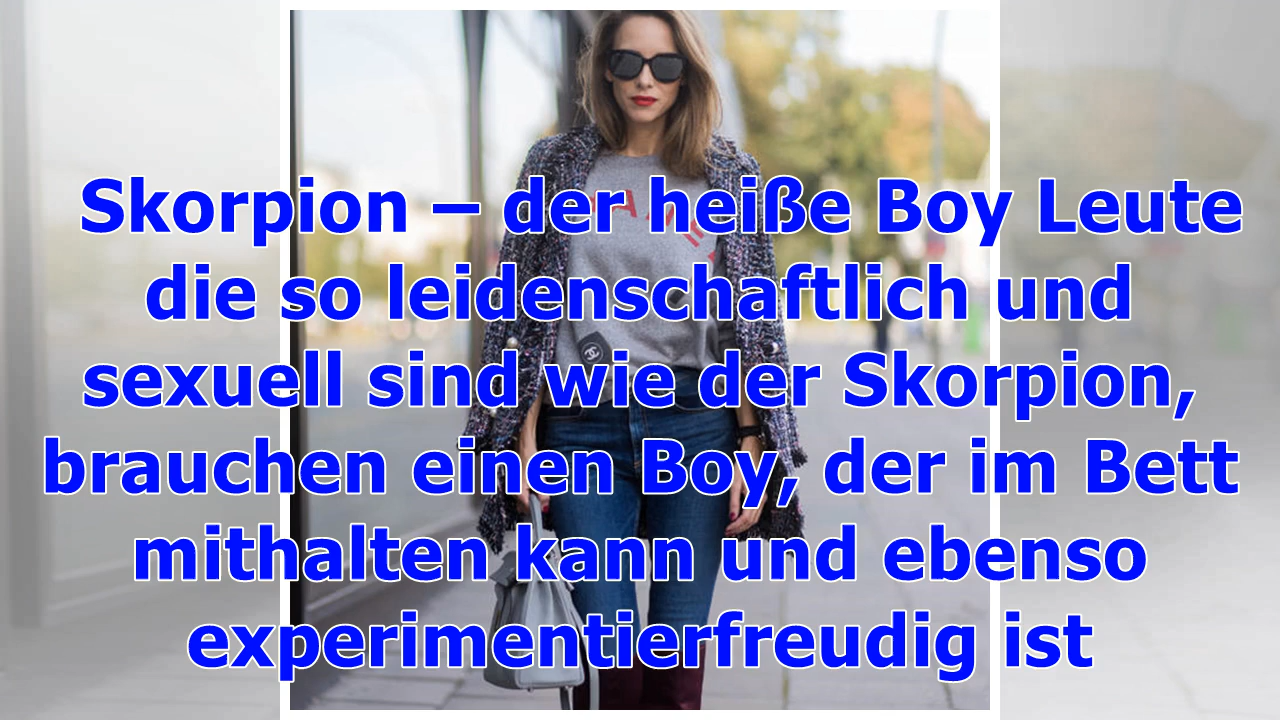 Skorpion – der heiße Boy Leute
die so leidenschaftlich und
sexuell sind wie der Skorpion,
brauchen einen Boy, der im Bett
mithalten kann und ebenso
experimentierfreudig ist